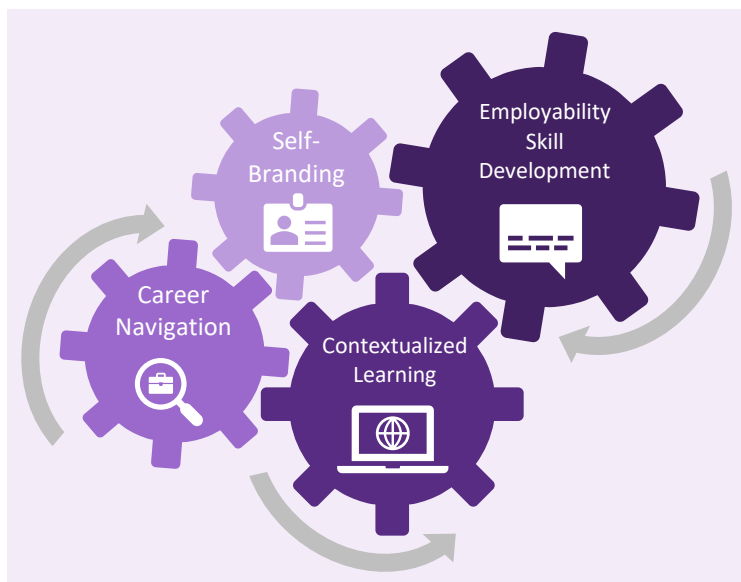 Employability
Skill
Development
Self-
Branding
Career
Navigation
Contextualized
Learning